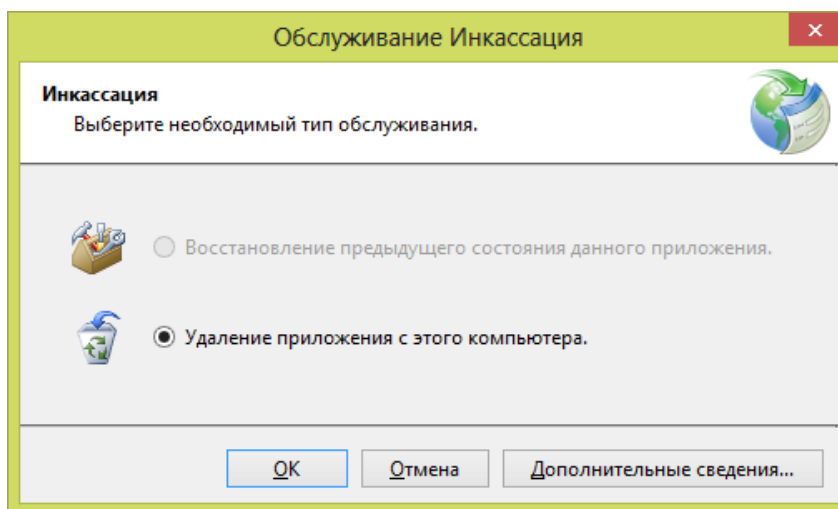 Обслуживание Инкассация
Инкассация
Выберите необходимый тип обслуживания.
Восстановление предыдущего состояния данного приложения.
Удаление приложения с этого компьютера.
OK
Отмена
Дополнительные сведения...